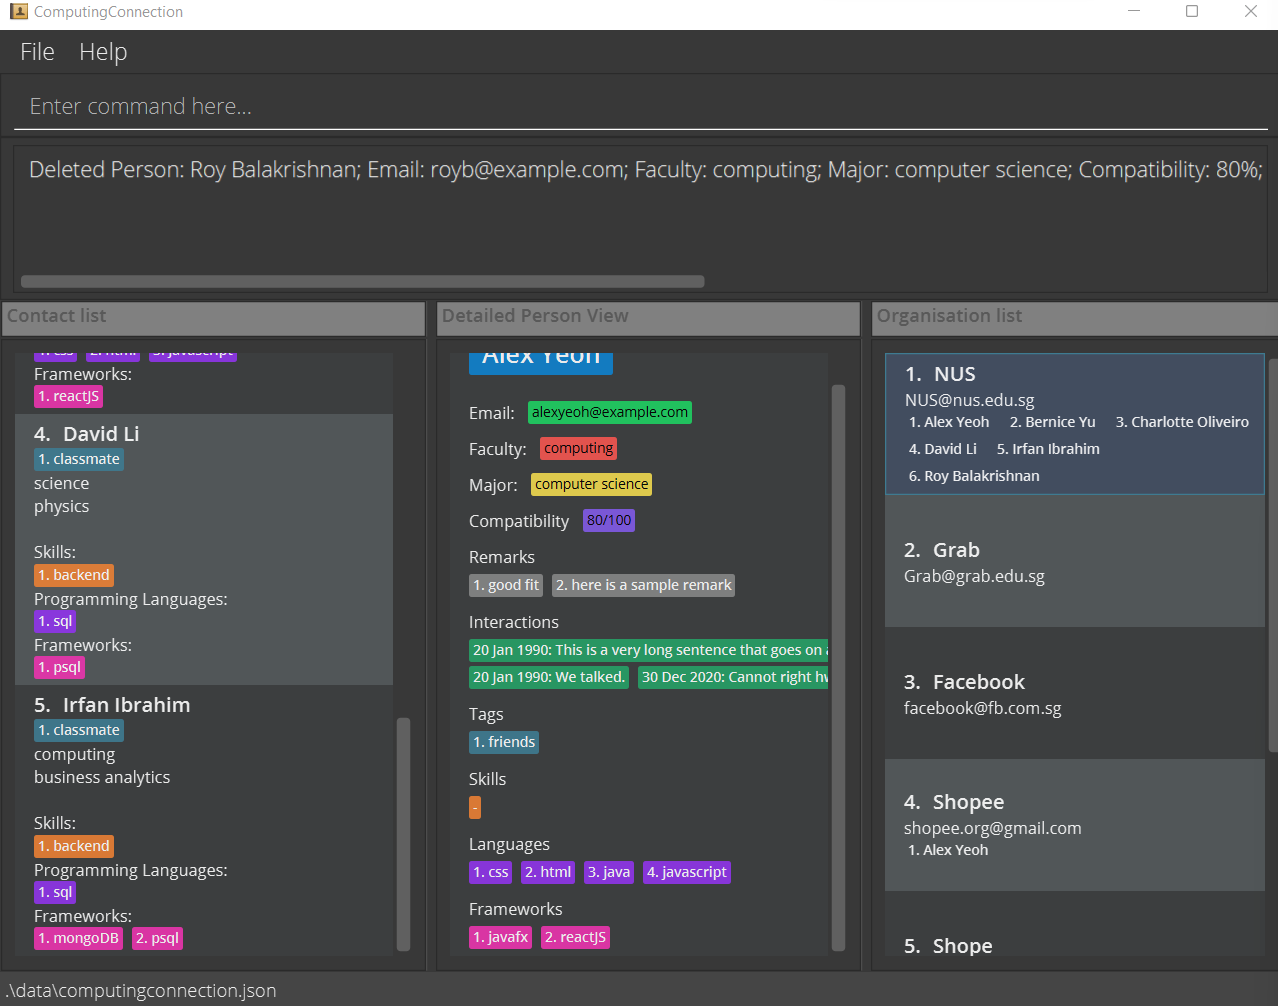 ComputingConnection
File Help
Enter command here...
Deleted Person: Roy Balakrishnan; Email: royb@example.com; Faculty: computing; Major: computer science; Compatibility: 80%;
Contact list
1. css 2. html 3. javascript
Frameworks:
1. reactJS
4. David Li
1. classmate
science
physics
Skills:
1. backend
Programming Languages:
1. sql
Frameworks:
1. psql
5. Irfan Ibrahim
1. classmate
computing
business analytics
Skills:
1. backend
Programming Languages:
1. sql
Frameworks:
1. mongoDB 2. psql
Detailed Person View
Alex Yeoh
Email: alexyeoh@example.com
Faculty: computing
Major: computer science
Compatibility 80/100
Remarks
1. good fit 2. here is a sample remark
Interactions
20 Jan 1990: This is a very long sentence that goes on
20 Jan 1990: We talked. 30 Dec 2020: Cannot right
Tags
1. friends
Skills
-
Languages
1. css 2. html 3. java 4. javascript
Frameworks
1. javafx 2. reactJS
Organisation list
1. NUS
NUS@nus.edu.sg
1. Alex Yeoh 2. Bernice Yu 3. Charlotte Oliveiro
4. David Li 5. Irfan Ibrahim
6. Roy Balakrishnan
2. Grab
Grab@grab.edu.sg
3. Facebook
facebook@fb.com.sg
4. Shopee
shopee.org@gmail.com
1. Alex Yeoh
5. Shope
.\data\computingconnection.json